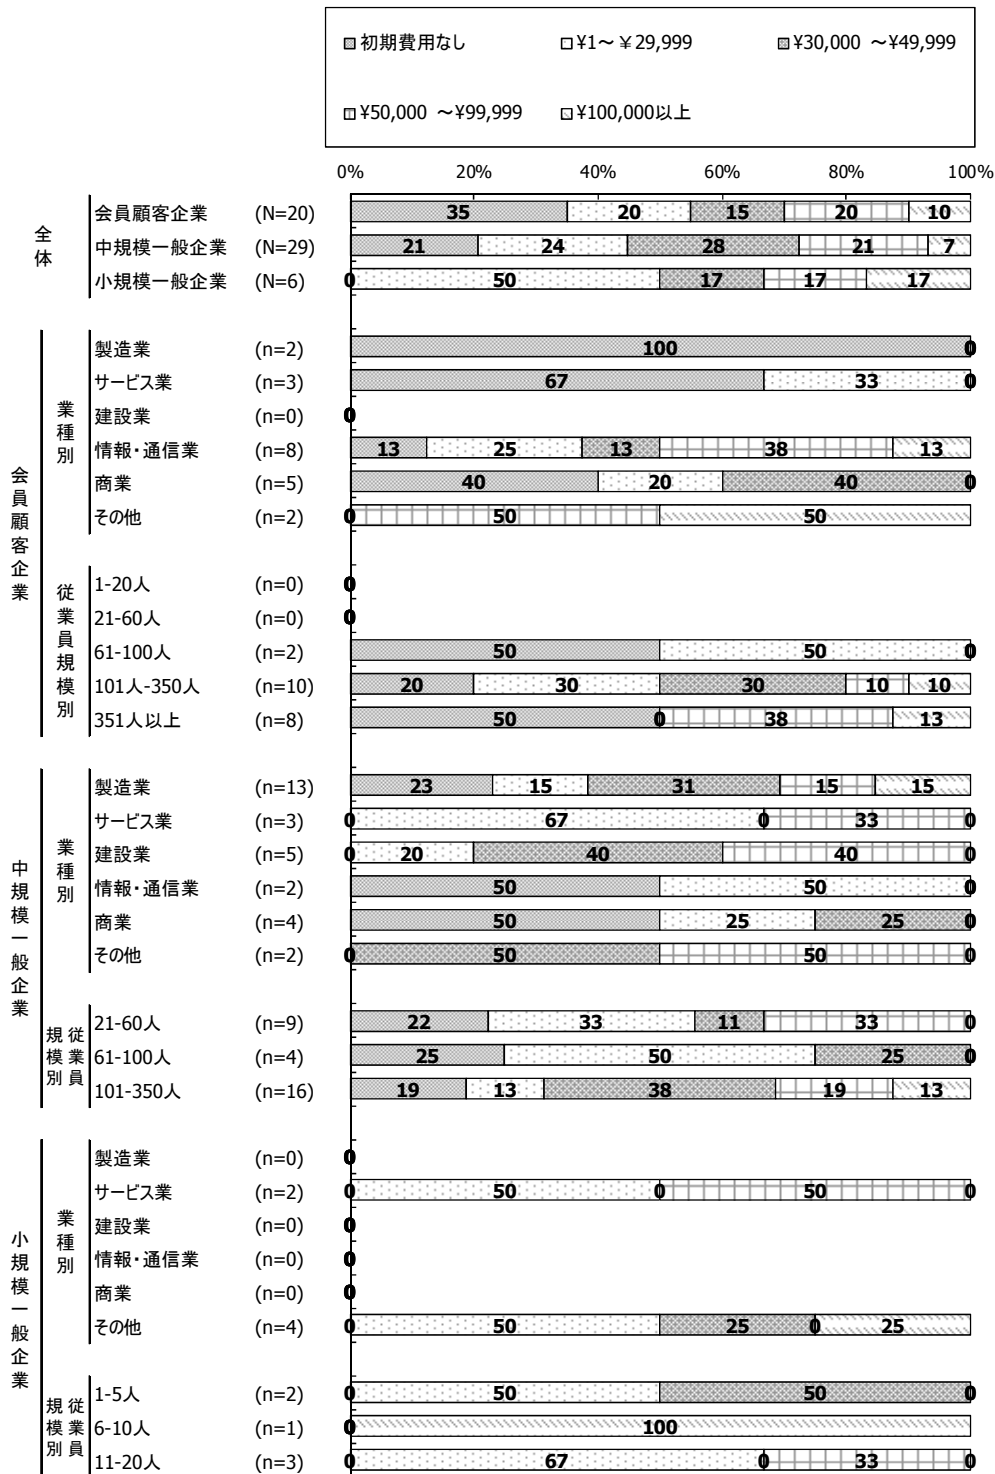 初期費用なし ¥1～￥29,999 ¥30,000 ～¥49,999
¥50,000 ～¥99,999 ¥100,000以上
0% 20% 40% 60% 80% 100%
全体
会員顧客企業 (N=20) 35 20 15 20 10
中規模一般企業 (N=29) 21 24 28 21 7
小規模一般企業 (N=6) 0 50 17 17 17
会員顧客企業
業種別
製造業 (n=2) 100 0
サービス業 (n=3) 67 33 0
建設業 (n=0) 0
情報・通信業 (n=8) 13 25 13 38 13
商業 (n=5) 40 20 40 0
その他 (n=2) 0 50 50
従業員規模別
1-20人 (n=0) 0
21-60人 (n=0) 0
61-100人 (n=2) 50 50 0
101人-350人 (n=10) 20 30 30 10 10
351人以上 (n=8) 50 0 38 13
中規模一般企業
業種別
製造業 (n=13) 23 15 31 15 15
サービス業 (n=3) 0 67 0 33 0
建設業 (n=5) 0 20 40 40 0
情報・通信業 (n=2) 50 50 0
商業 (n=4) 50 25 25 0
その他 (n=2) 0 50 50 0
従業員規模別
21-60人 (n=9) 22 33 11 33 0
61-100人 (n=4) 25 50 25 0
101-350人 (n=16) 19 13 38 19 13
小規模一般企業
業種別
製造業 (n=0) 0
サービス業 (n=2) 0 50 0 50 0
建設業 (n=0) 0
情報・通信業 (n=0) 0
商業 (n=0) 0
その他 (n=4) 0 50 25 0 25
従業員規模別
1-5人 (n=2) 0 50 50 0
6-10人 (n=1) 0 100
11-20人 (n=3) 0 67 0 33 0